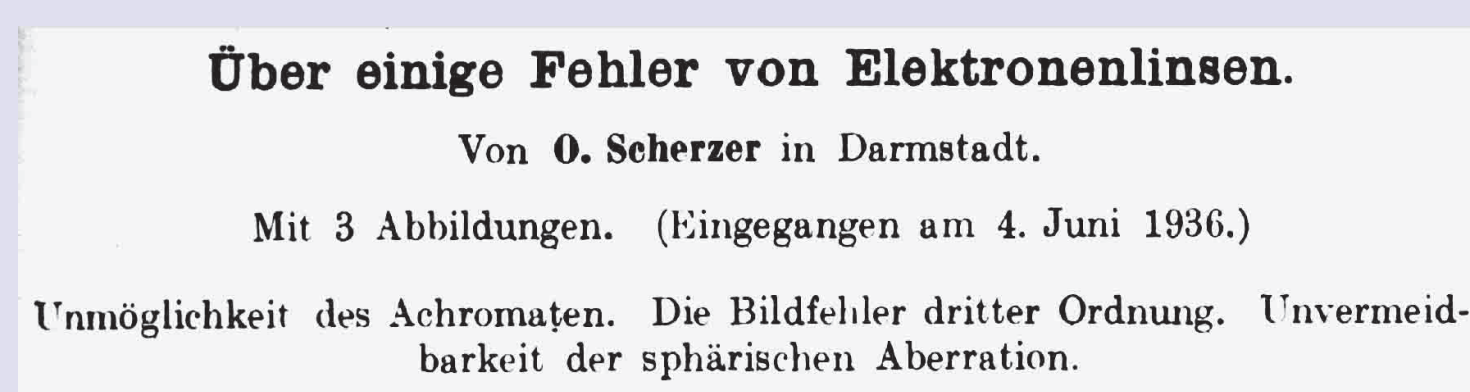 Über einige Fehler von Elektronenlinsen.
Von O. Scherzer in Darmstadt.
Mit 3 Abbildungen. (Eingegangen am 4. Juni 1936.)
Unmöglichkeit des Achromaten. Die Bildfehler dritter Ordnung. Unvermeid-
barkeit der sphärischen Aberration.